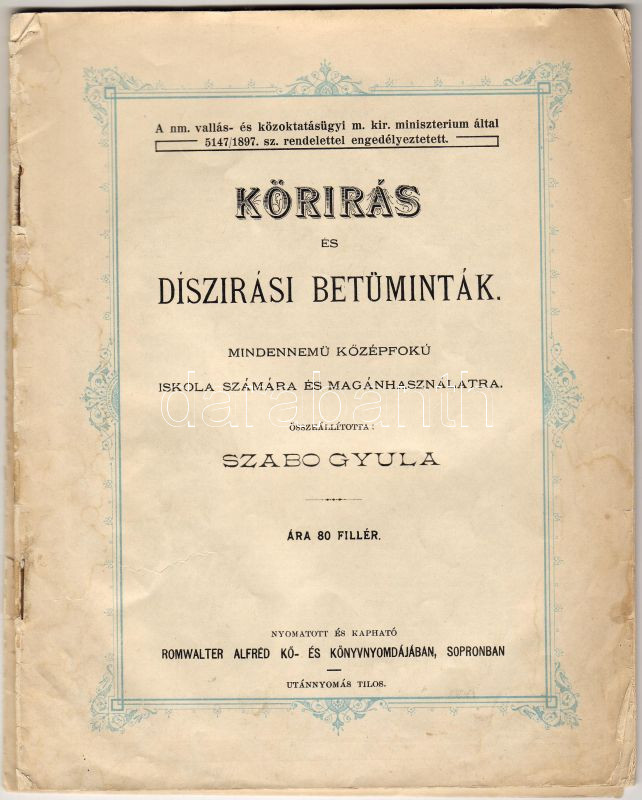 A nm. vallás- és közoktatásügyi m. kir. miniszterium által
5147/1897. sz. rendelettel engedélyeztetett.
KÖRIRÁS
ÉS
DÍSZIRÁSI BETÜMINTÁK.
MINDENNEMÜ KÖZÉPFOKÚ
ISKOLA SZÁMÁRA ÉS MAGÁNHASZNÁLATRA.
darabanth
ÖSSZEÁLLÍTOTTA:
SZABO GYULA
ÁRA 80 FILLÉR.
NYOMATOTT ÉS KAPHATÓ
ROMWALTER ALFRÉD KŐ- ÉS KÖNYVNYOMDÁJÁBAN, SOPRONBAN
UTÁNNYOMÁS TILOS.